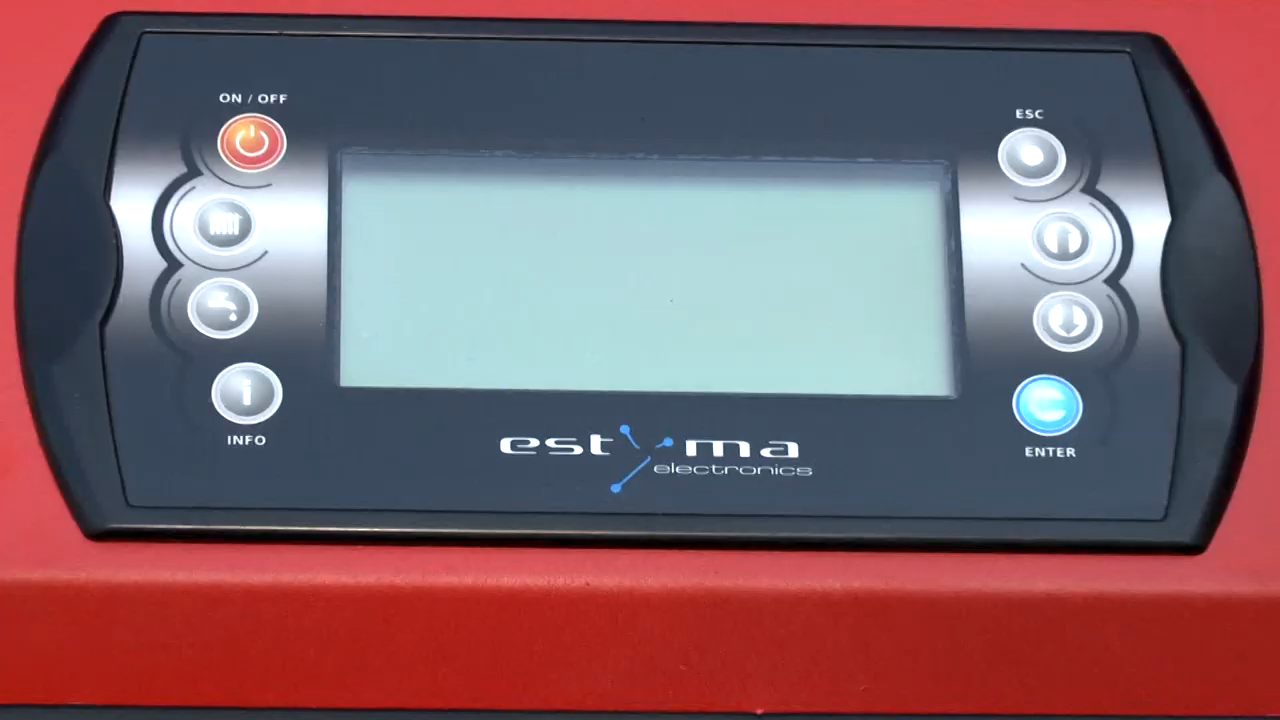 ON / OFF
ESC
INFO
estyma
electronics
ENTER